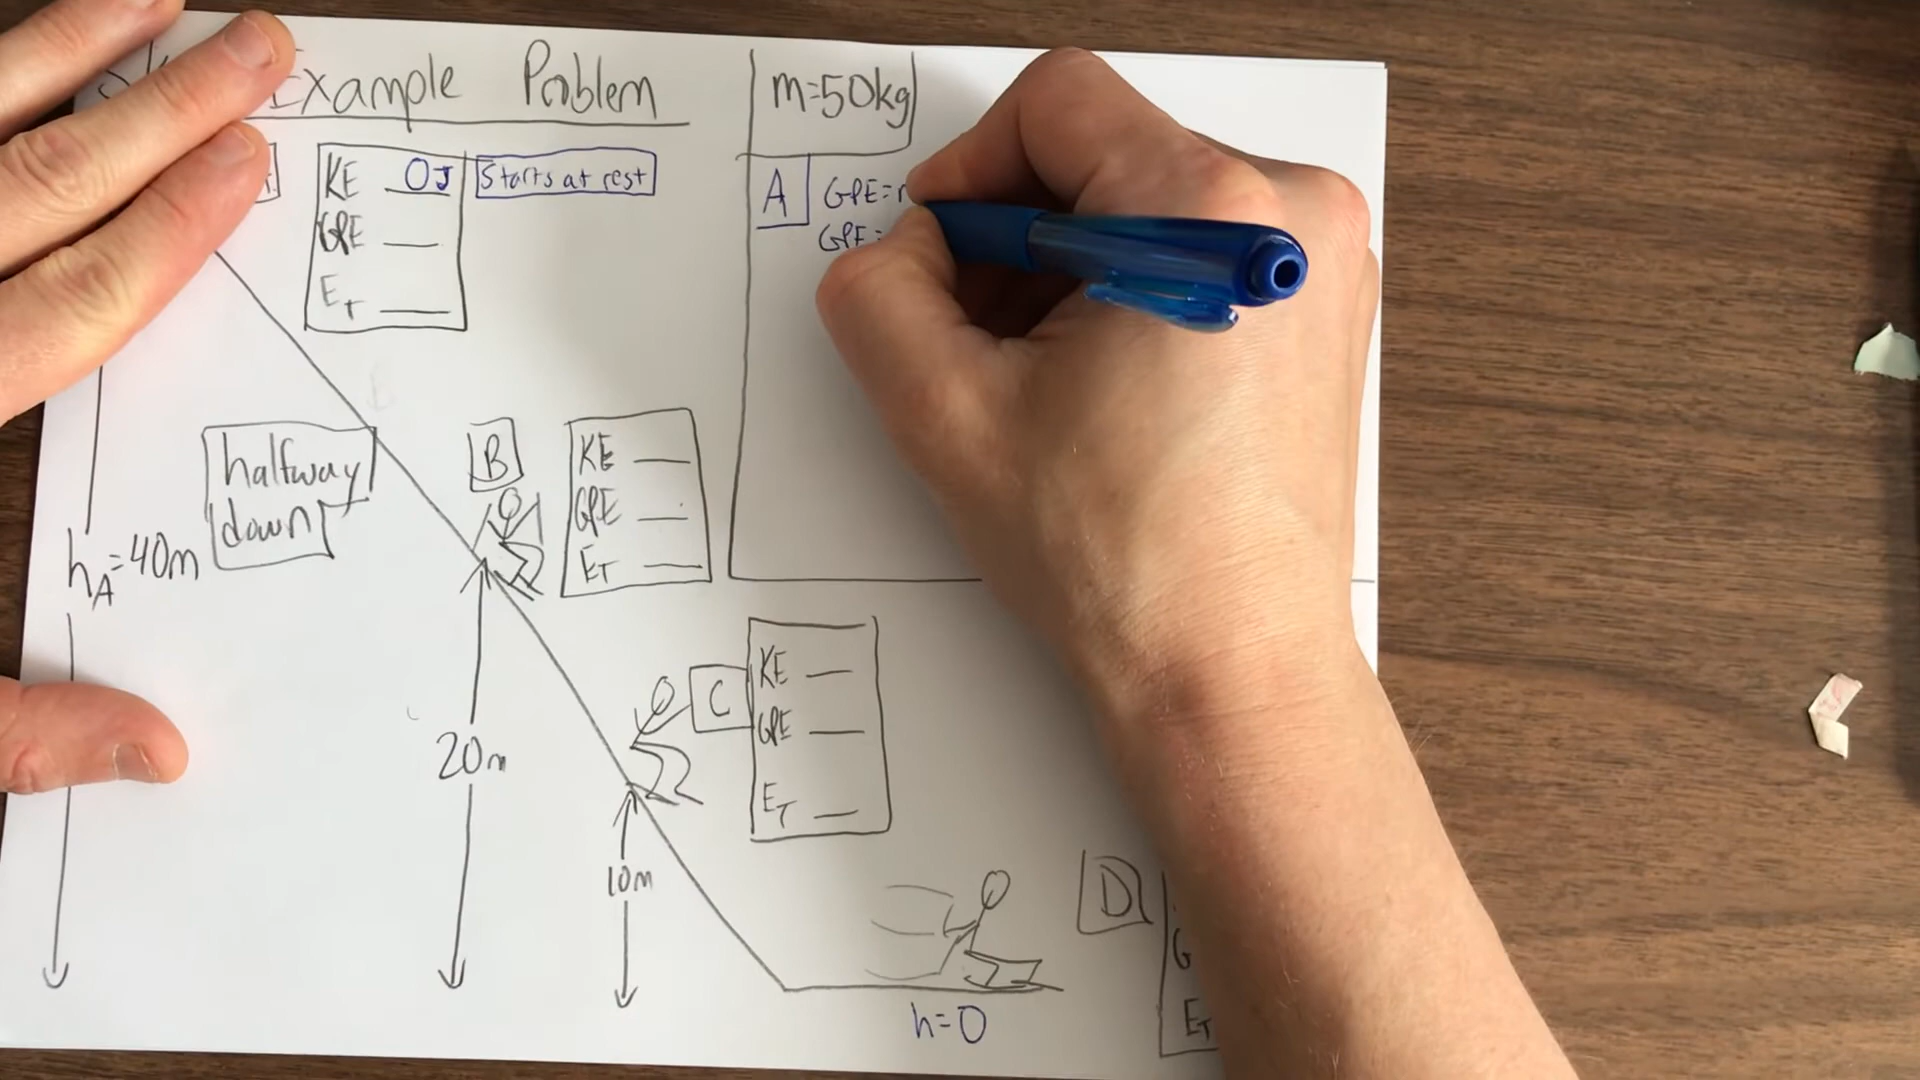 Example Problem
m=50kg
KE 0J
Starts at rest
GPE
ET
A
GPE=
GPE=
halfway
down
B
KE
GPE
ET
hA=40m
C
KE
GPE
ET
20m
10m
D
G
ET
h=0